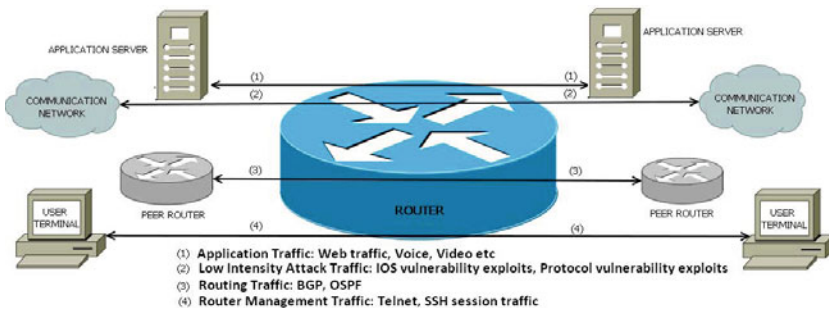 APPLICATION SERVER
APPLICATION SERVER
(1)
(1)
COMMUNICATION
NETWORK
(2)
(2)
COMMUNICATION
NETWORK
(3)
(3)
PEER ROUTER
PEER ROUTER
USER
TERMINAL
ROUTER
USER
TERMINAL
(4)
(4)
(1) Application Traffic: Web traffic, Voice, Video etc
(2) Low Intensity Attack Traffic: IOS vulnerability exploits, Protocol vulnerability exploits
(3) Routing Traffic: BGP, OSPF
(4) Router Management Traffic: Telnet, SSH session traffic